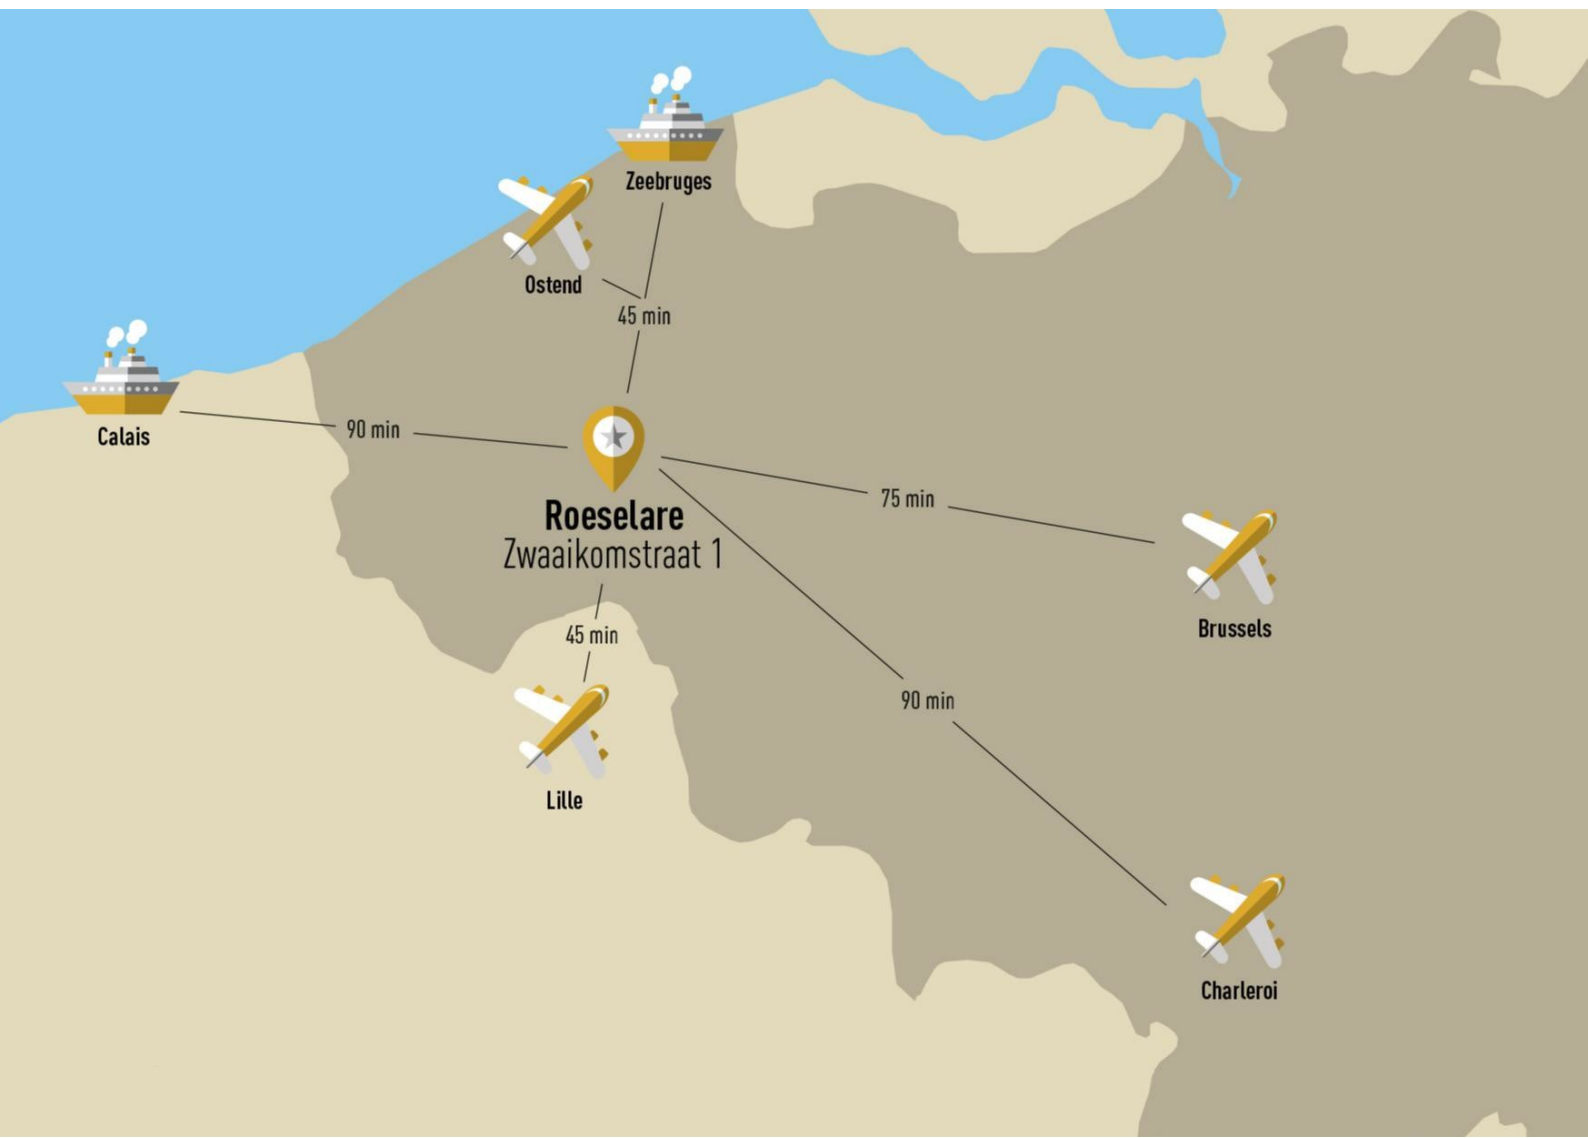 Zeebruges
Ostend
45 min
Calais
90 min
Roeselare
Zwaaikomstraat 1
75 min
Brussels
45 min
90 min
Lille
Charleroi